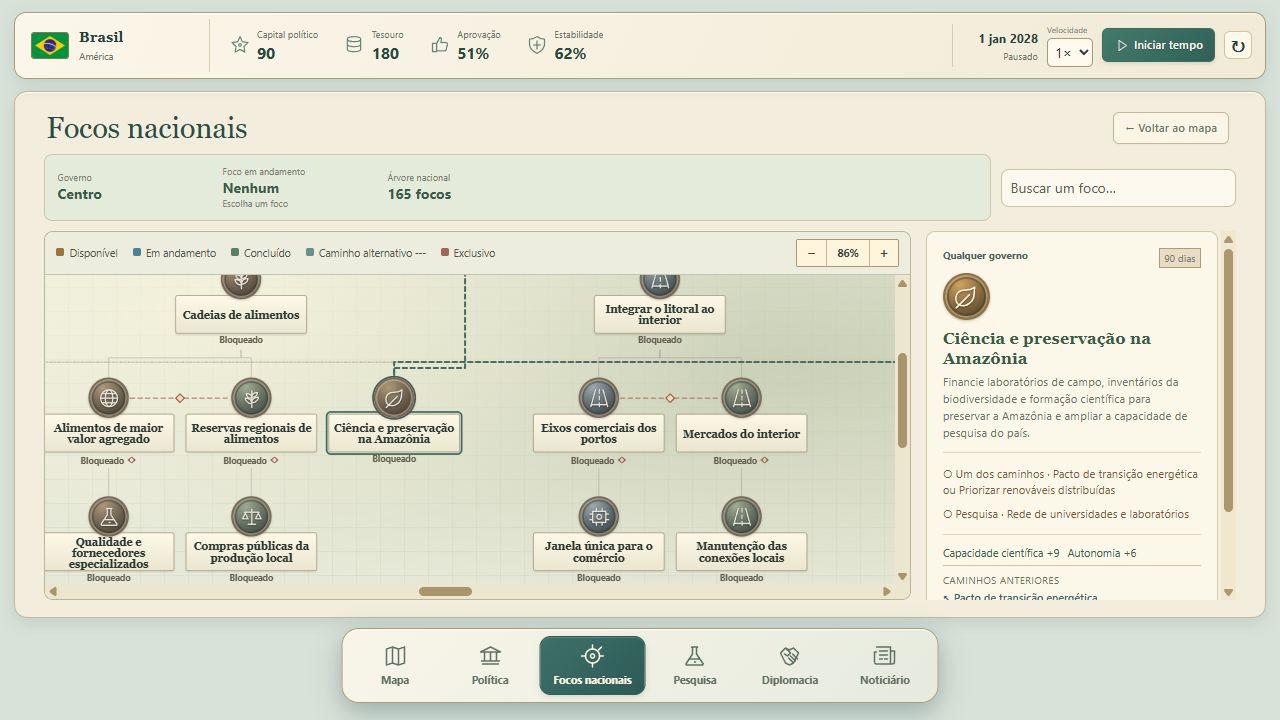 Brasil
América
Capital político
90
Tesouro
180
Aprovação
51%
Estabilidade
62%
1 jan 2028
Pausado
Velocidade
1×
Iniciar tempo
↻
Focos nacionais
← Voltar ao mapa
Governo
Centro
Foco em andamento
Nenhum
Escolha um foco
Árvore nacional
165 focos
Buscar um foco...
Disponível
Em andamento
Concluído
Caminho alternativo ---
Exclusivo
− 86% +
Cadeias de alimentos
Bloqueado
Integrar o litoral ao
interior
Bloqueado
Alimentos de maior
valor agregado
Bloqueado
Reservas regionais de
alimentos
Bloqueado
Ciência e preservação
na Amazônia
Bloqueado
Eixos comerciais dos
portos
Bloqueado
Mercados do interior
Bloqueado
Qualidade e
fornecedores
especializados
Bloqueado
Compras públicas da
produção local
Bloqueado
Janela única para o
comércio
Bloqueado
Manutenção das
conexões locais
Bloqueado
Qualquer governo
90 dias
Ciência e preservação na
Amazônia
Financie laboratórios de campo, inventários da
biodiversidade e formação científica para
preservar a Amazônia e ampliar a capacidade de
pesquisa do país.
○ Um dos caminhos · Pacto de transição energética
ou Priorizar renováveis distribuídas
○ Pesquisa · Rede de universidades e laboratórios
Capacidade científica +9 Autonomia +6
CAMINHOS ANTERIORES
↖ Pacto de transição energética
Mapa
Política
Focos nacionais
Pesquisa
Diplomacia
Noticiário